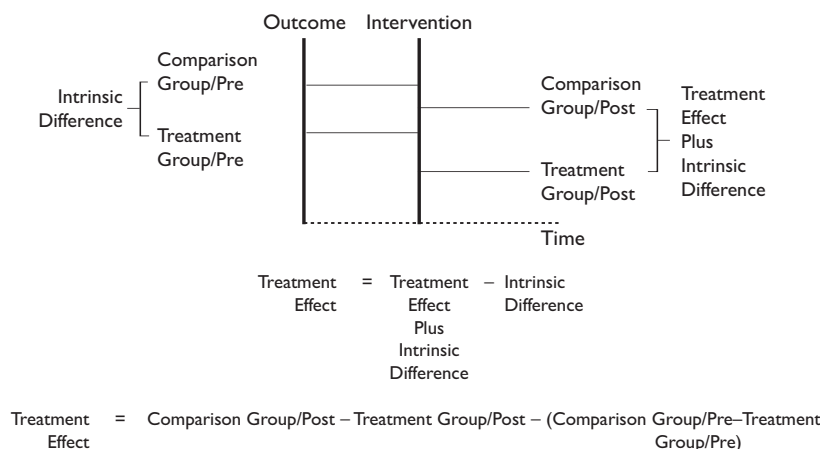 Outcome Intervention
Comparison
Group/Pre
Intrinsic
Difference
Treatment
Group/Pre
Comparison
Group/Post
Treatment
Group/Post
Treatment
Effect
Plus
Intrinsic
Difference
Time
Treatment = Treatment – Intrinsic
Effect Effect Difference
Plus
Intrinsic
Difference
Treatment = Comparison Group/Post – Treatment Group/Post – (Comparison Group/Pre–Treatment
Effect Group/Pre)